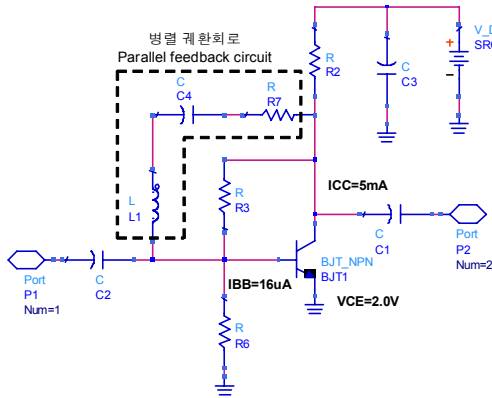 병렬 궤환회로
Parallel feedback circuit
R
R2
C
C3
V_D
SR
C
C4
R
R7
L
L1
R
R3
ICC=5mA
C
C1
Port
P2
Num=2
BJT_NPN
BJT1
VCE=2.0V
Port
P1
Num=1
C
C2
IBB=16uA
R
R6